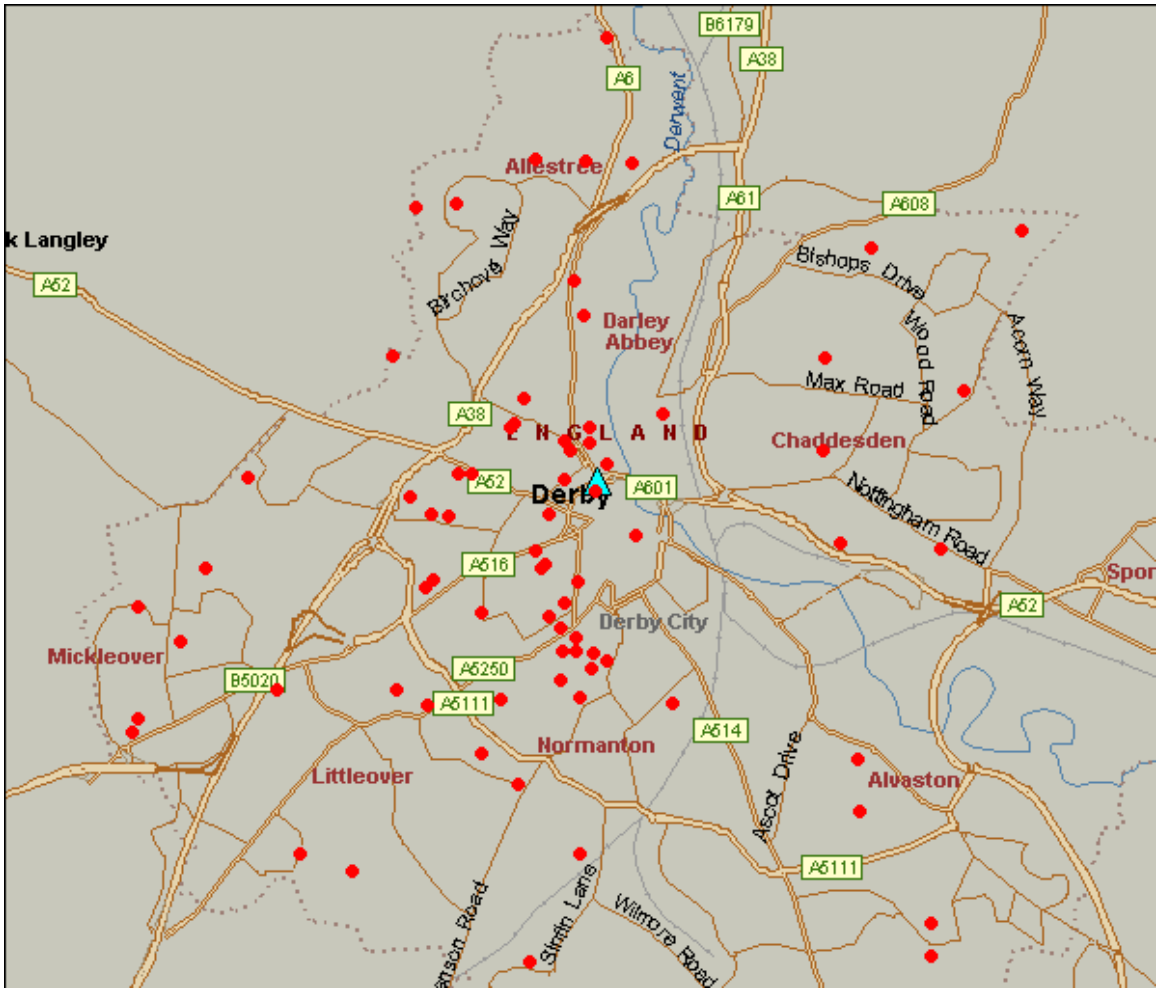 B6179
A38
A6
Derwent
Allestree
A61
A608
k Langley
Birchover Way
Bishops Drive
A52
Darley
Abbey
Wood Road
Acorn Way
Max Road
A38
E N G L A N D
Chaddesden
A52
Derby
A601
Nottingham Road
A516
Spon
A52
Derby City
Mickleover
A5250
B5020
A5111
A514
Normanton
Littleover
Ascot Drive
Alvaston
A5111
enson Road
Sinfin Lane
Wilmore Road